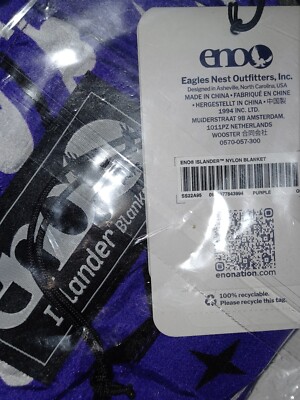 eno
Eagles Nest Outfitters, Inc.
Designed in Asheville, North Carolina, USA
MADE IN CHINA • FABRIQUÉ EN CHINE
• HERGESTELLT IN CHINA • 中国製
1994 INC. LTD.
MUIDERSTRAAT 9B AMSTERDAM,
1011PZ NETHERLANDS
WOOSTER 合同会社
0570-057-300
ENO® ISLANDER™ NYLON BLANKET
PURPLE
enonation.com
100% recyclable.
Please recycle this tag.
eno
Islander Blanket